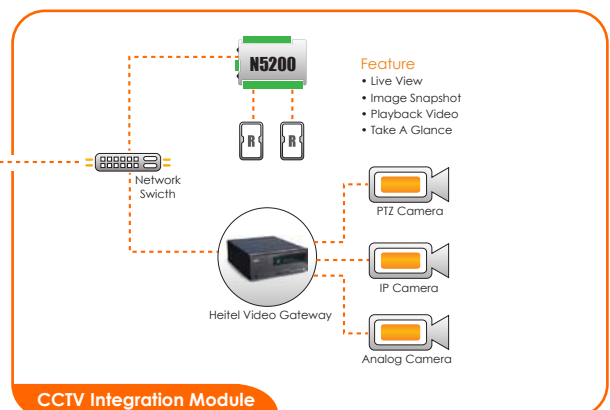 N5200
Feature
• Live View
• Image Snapshot
• Playback Video
• Take A Glance
R
R
Network
Swicth
PTZ Camera
IP Camera
Heitel Video Gateway
Analog Camera
CCTV Integration Module